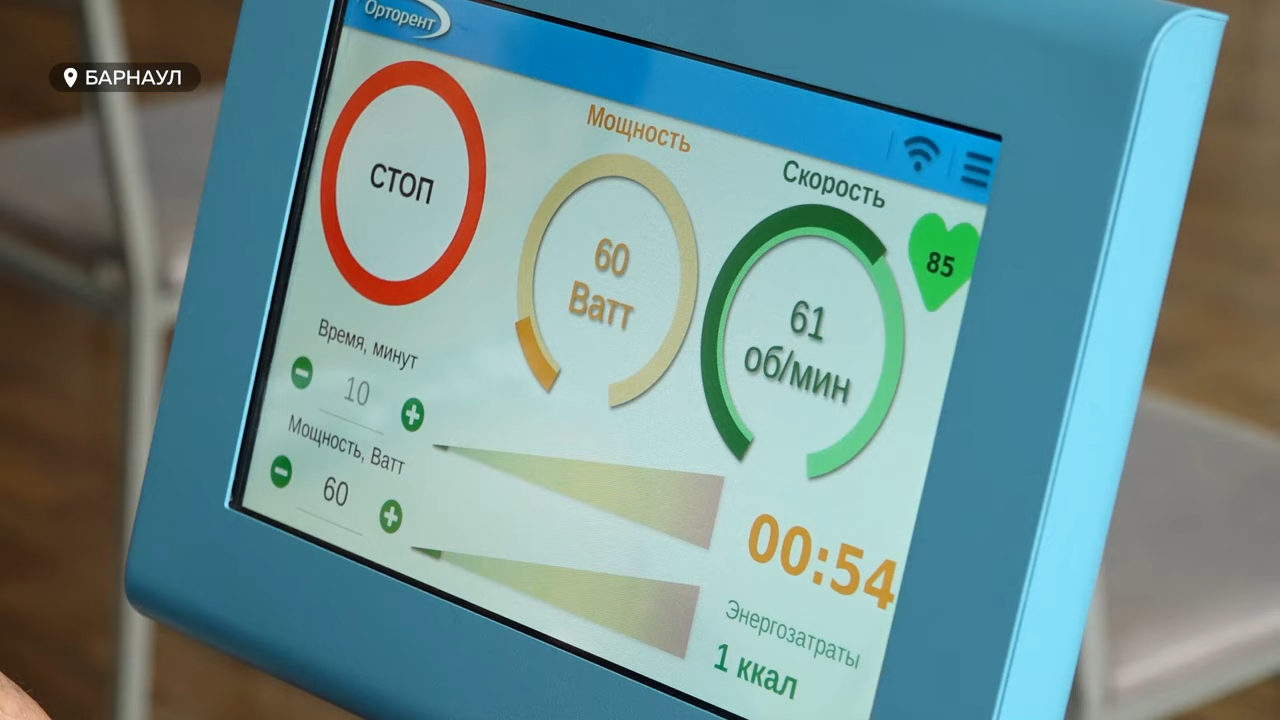 БАРНАУЛ
Орторент
СТОП
Мощность
60
Ватт
Скорость
61
об/мин
85
Время, минут
10
Мощность, Ватт
60
00:54
Энергозатраты
1 ккал